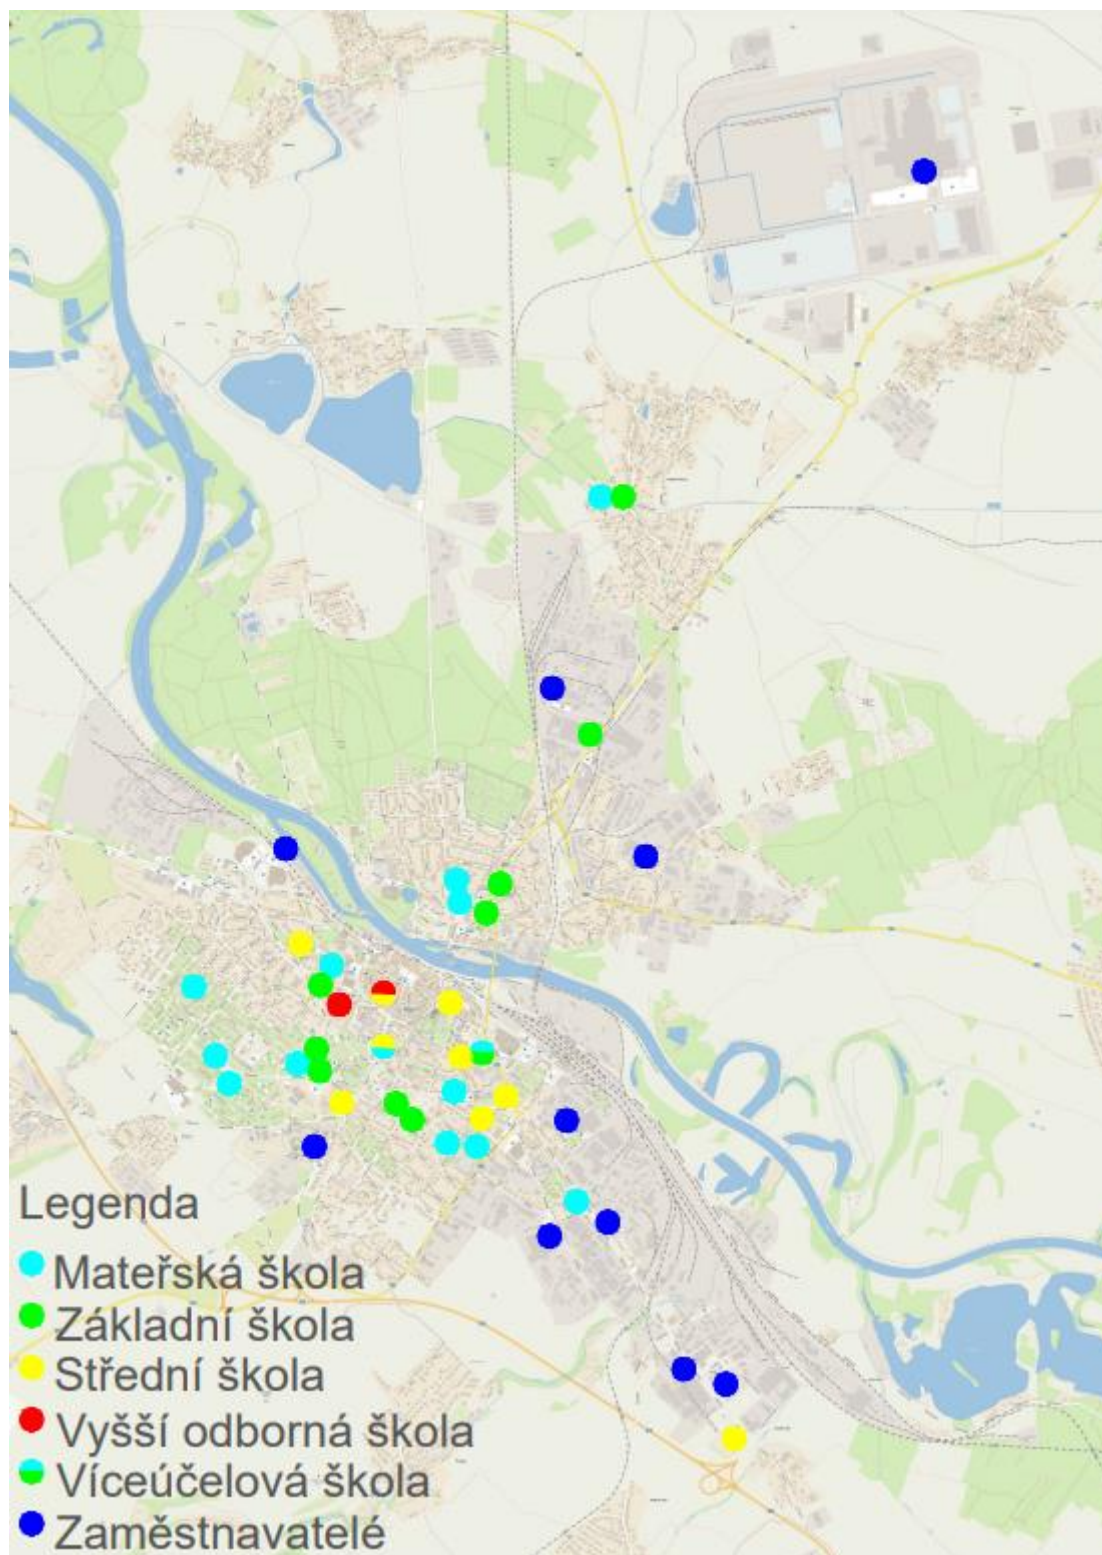 Legenda
Mateřská škola
Základní škola
Střední škola
Vyšší odborná škola
Víceúčelová škola
Zaměstnavatelé